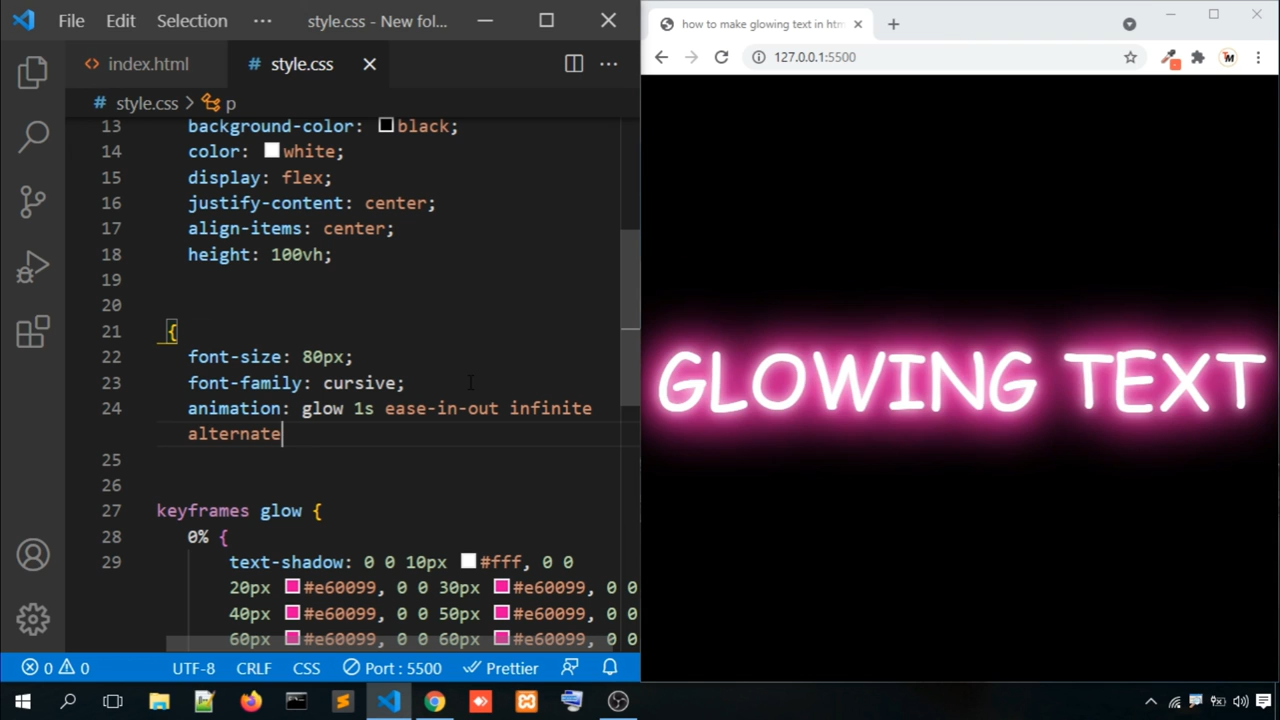 File Edit Selection ··· style.css - New fol...
index.html
# style.css
# style.css > p
13 background-color: black;
14 color: white;
15 display: flex;
16 justify-content: center;
17 align-items: center;
18 height: 100vh;
19
20
21 {
22 font-size: 80px;
23 font-family: cursive;
24 animation: glow 1s ease-in-out infinite
alternate
25
26
27 keyframes glow {
28 0% {
29 text-shadow: 0 0 10px #fff, 0 0
20px #e60099, 0 0 30px #e60099, 0 0
40px #e60099, 0 0 50px #e60099, 0 0
60px #e60099, 0 0 60px #e60099, 0 0
0 0 UTF-8 CRLF CSS Port : 5500 Prettier
how to make glowing text in htm
127.0.0.1:5500
TM
GLOWING TEXT